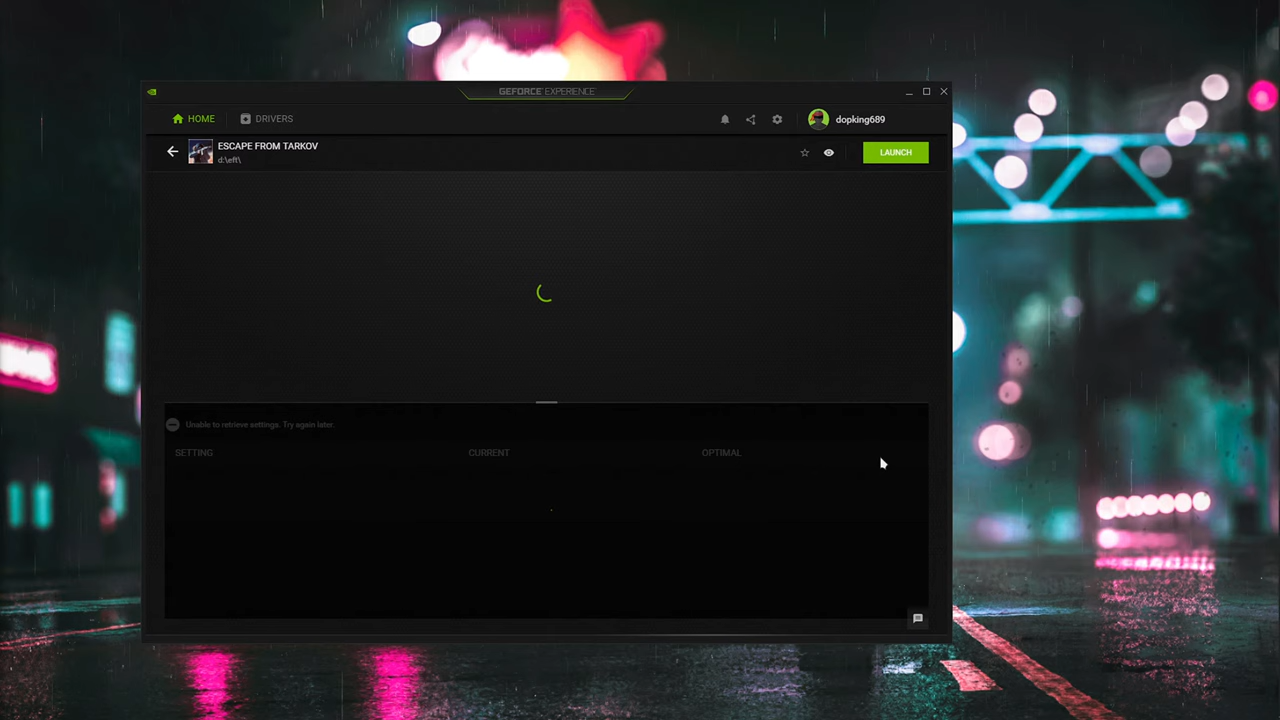 GEFORCE EXPERIENCE
HOME
DRIVERS
dopking689
ESCAPE FROM TARKOV
d:\eft\
LAUNCH
Unable to retrieve settings. Try again later.
SETTING
CURRENT
OPTIMAL